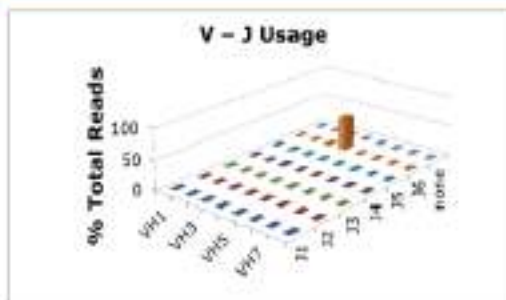 V – J Usage
% Total Reads
100
50
0
VH1
VH3
VH5
VH7
J1
J2
J3
J4
J5
J6
none